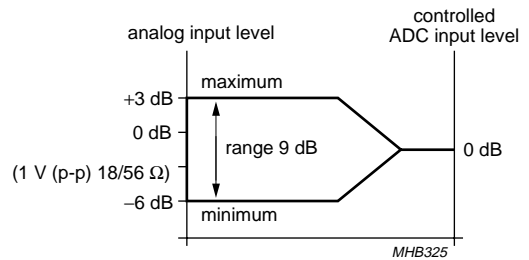 controlled
ADC input level
analog input level
maximum
+3 dB
0 dB
range 9 dB
0 dB
(1 V (p-p) 18/56 Ω)
−6 dB
minimum
MHB325